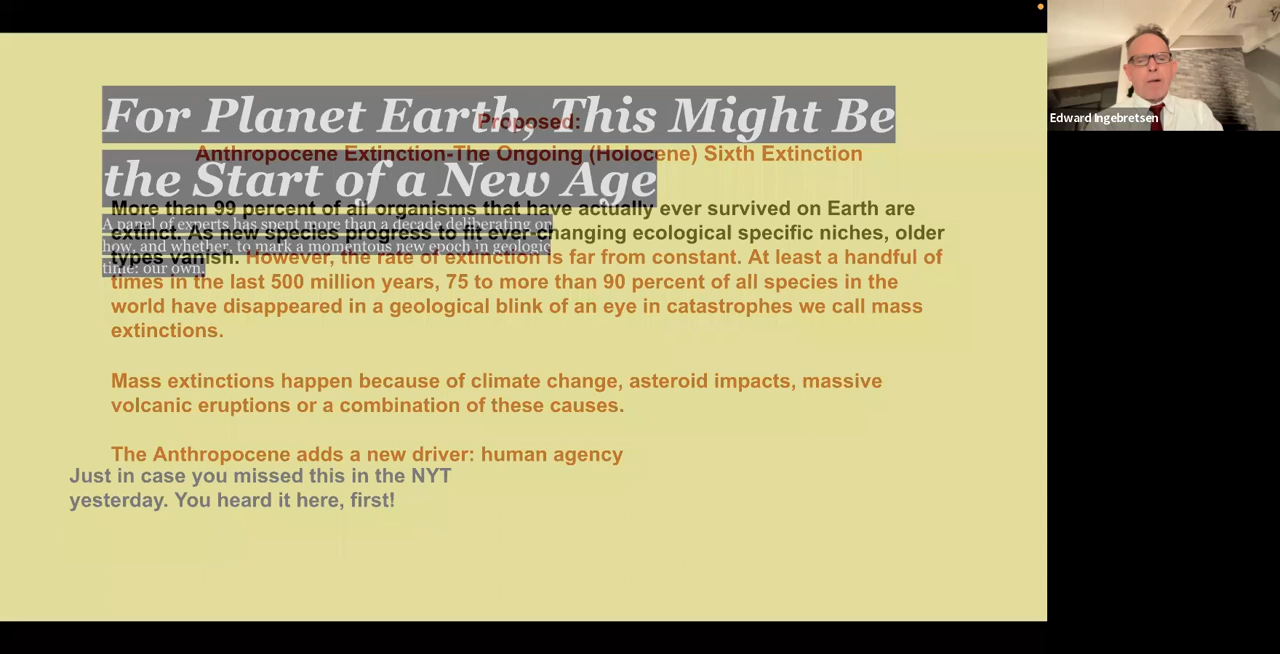 For Planet Earth, This Might Be
Proposed:
Anthropocene Extinction-The Ongoing (Holocene) Sixth Extinction
the Start of a New Age
More than 99 percent of all organisms that have actually ever survived on Earth are
A panel of experts has spent more than a decade deliberating on
extinct. As new species progress to fit ever-changing ecological specific niches, older
how, and whether, to mark a momentous new epoch in geologic
types vanish. However, the rate of extinction is far from constant. At least a handful of
time: our own.
times in the last 500 million years, 75 to more than 90 percent of all species in the
world have disappeared in a geological blink of an eye in catastrophes we call mass
extinctions.
Mass extinctions happen because of climate change, asteroid impacts, massive
volcanic eruptions or a combination of these causes.
The Anthropocene adds a new driver: human agency
Just in case you missed this in the NYT
yesterday. You heard it here, first!
Edward Ingebretsen